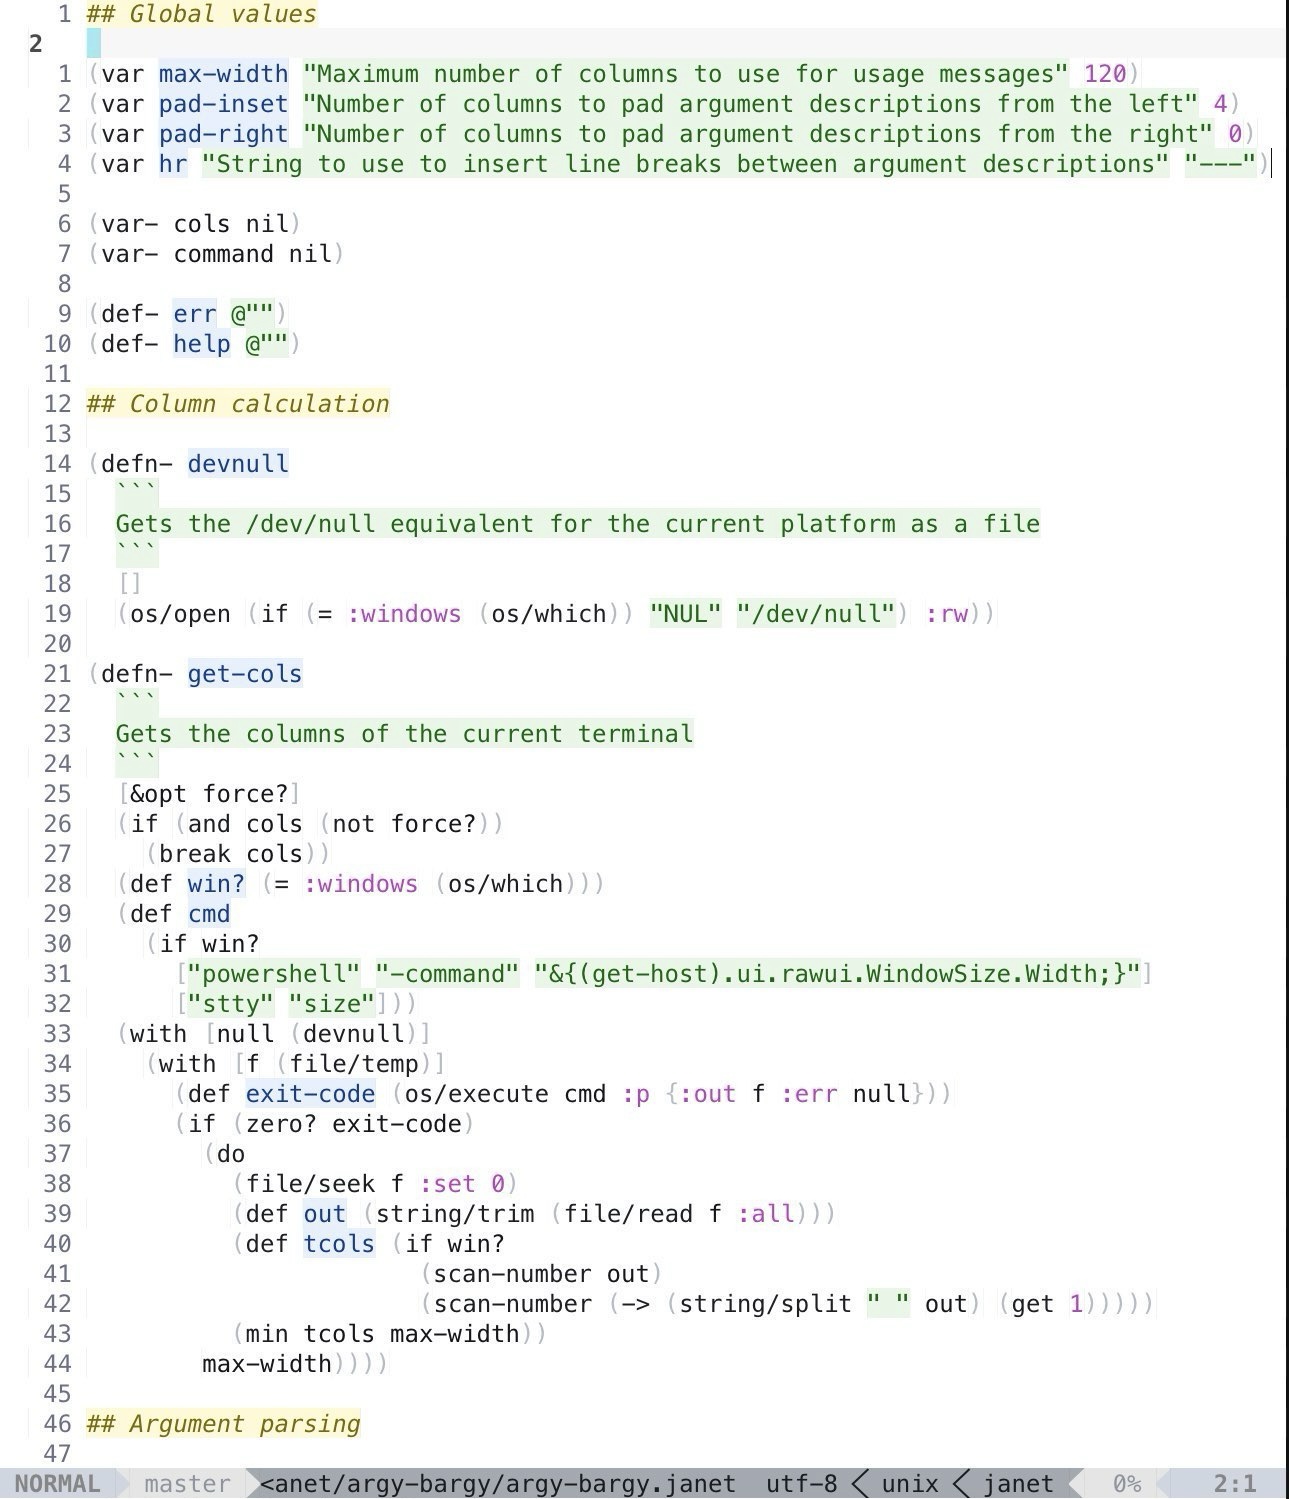 1 ## Global values
2
1 (var max-width "Maximum number of columns to use for usage messages" 120)
2 (var pad-inset "Number of columns to pad argument descriptions from the left" 4)
3 (var pad-right "Number of columns to pad argument descriptions from the right" 0)
4 (var hr "String to use to insert line breaks between argument descriptions" "---")
5
6 (var- cols nil)
7 (var- command nil)
8
9 (def- err @"")
10 (def- help @"")
11
12 ## Column calculation
13
14 (defn- devnull
15   ```
16   Gets the /dev/null equivalent for the current platform as a file
17   ```
18   []
19   (os/open (if (= :windows (os/which)) "NUL" "/dev/null") :rw))
20
21 (defn- get-cols
22   ```
23   Gets the columns of the current terminal
24   ```
25   [&opt force?]
26   (if (and cols (not force?))
27     (break cols))
28   (def win? (= :windows (os/which)))
29   (def cmd
30     (if win?
31       ["powershell" "-command" "&{(get-host).ui.rawui.WindowSize.Width;}"]
32       ["stty" "size"]))
33   (with [null (devnull)]
34     (with [f (file/temp)]
35       (def exit-code (os/execute cmd :p {:out f :err null}))
36       (if (zero? exit-code)
37         (do
38           (file/seek f :set 0)
39           (def out (string/trim (file/read f :all)))
40           (def tcols (if win?
41                        (scan-number out)
42                        (scan-number (-> (string/split " " out) (get 1)))))
43           (min tcols max-width))
44         max-width))))
45
46 ## Argument parsing
47
NORMAL master <anet/argy-bargy/argy-bargy.janet utf-8 < unix < janet 0% 2:1